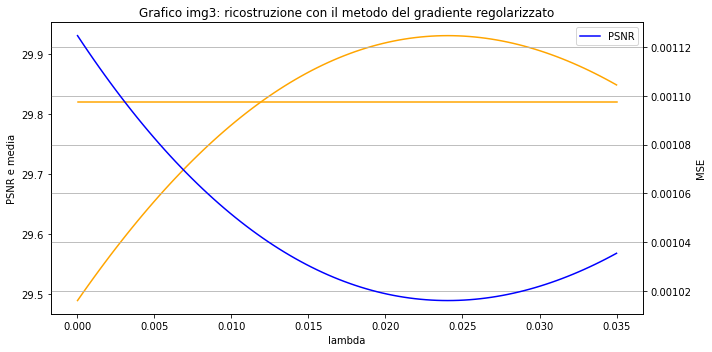 Grafico img3: ricostruzione con il metodo del gradiente regolarizzato
PSNR
PSNR e media
29.9
29.8
29.7
29.6
29.5
0.00112
0.00110
0.00108
0.00106
0.00104
0.00102
MSE
0.000 0.005 0.010 0.015 0.020 0.025 0.030 0.035
lambda